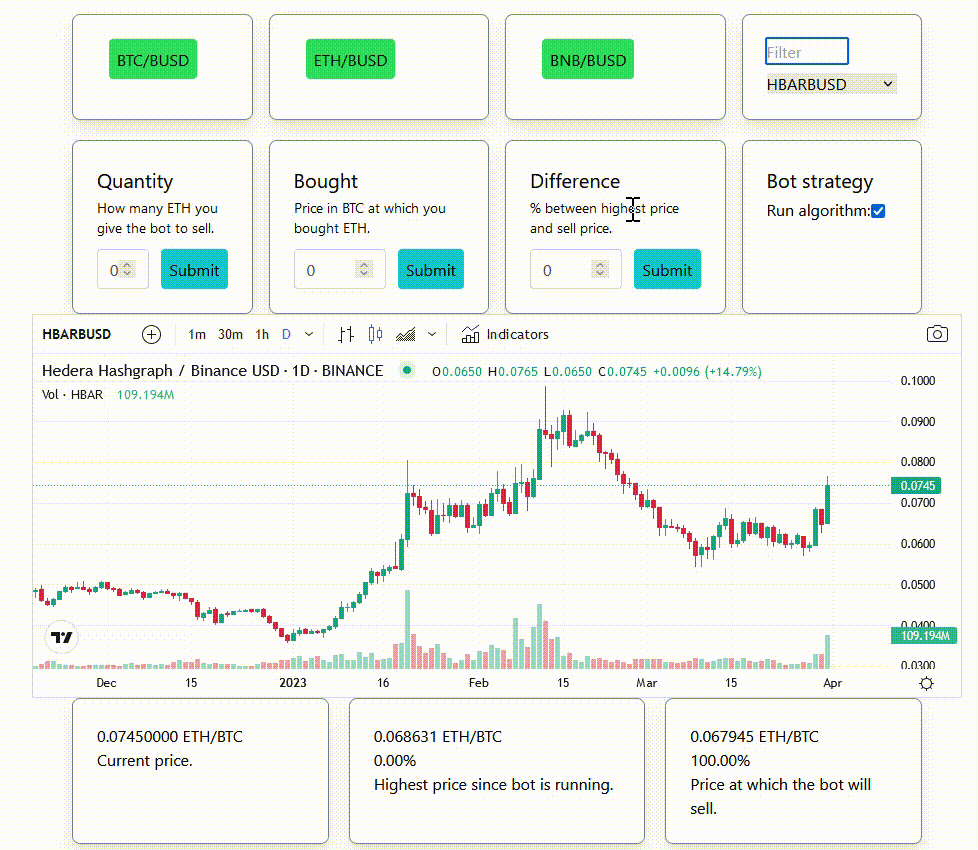 BTC/BUSD
ETH/BUSD
BNB/BUSD
Filter
HBARBUSD
Quantity
How many ETH you
give the bot to sell.
0
Submit
Bought
Price in BTC at which you
bought ETH.
0
Submit
Difference
% between highest price
and sell price.
0
Submit
Bot strategy
Run algorithm:
HBARBUSD
1m 30m 1h D
Indicators
Hedera Hashgraph / Binance USD · 1D · BINANCE
O0.0650 H0.0765 L0.0650 C0.0745 +0.0096 (+14.79%)
Vol · HBAR 109.194M
0.1000
0.0900
0.0800
0.0745
0.0700
0.0600
0.0500
0.0400
109.194M
0.0300
Dec 15 2023 16 Feb 15 Mar 15 Apr
0.07450000 ETH/BTC
Current price.
0.068631 ETH/BTC
0.00%
Highest price since bot is running.
0.067945 ETH/BTC
100.00%
Price at which the bot will
sell.